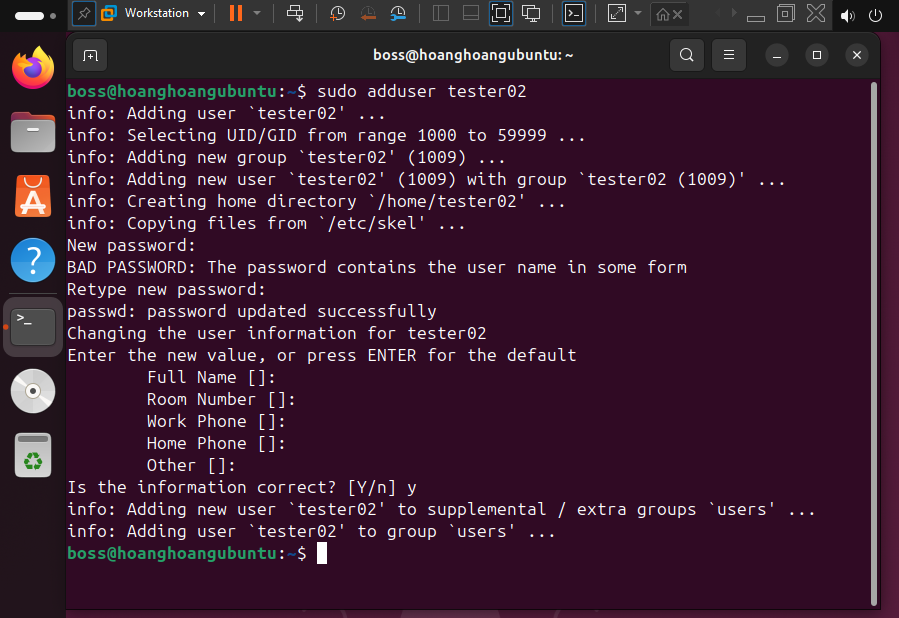 Workstation
boss@hoanghoangubuntu: ~
boss@hoanghoangubuntu:~$ sudo adduser tester02
info: Adding user `tester02' ...
info: Selecting UID/GID from range 1000 to 59999 ...
info: Adding new group `tester02' (1009) ...
info: Adding new user `tester02' (1009) with group `tester02 (1009)' ...
info: Creating home directory `/home/tester02' ...
info: Copying files from `/etc/skel' ...
New password:
BAD PASSWORD: The password contains the user name in some form
Retype new password:
passwd: password updated successfully
Changing the user information for tester02
Enter the new value, or press ENTER for the default
Full Name []:
Room Number []:
Work Phone []:
Home Phone []:
Other []:
Is the information correct? [Y/n] y
info: Adding new user `tester02' to supplemental / extra groups `users' ...
info: Adding user `tester02' to group `users' ...
boss@hoanghoangubuntu:~$